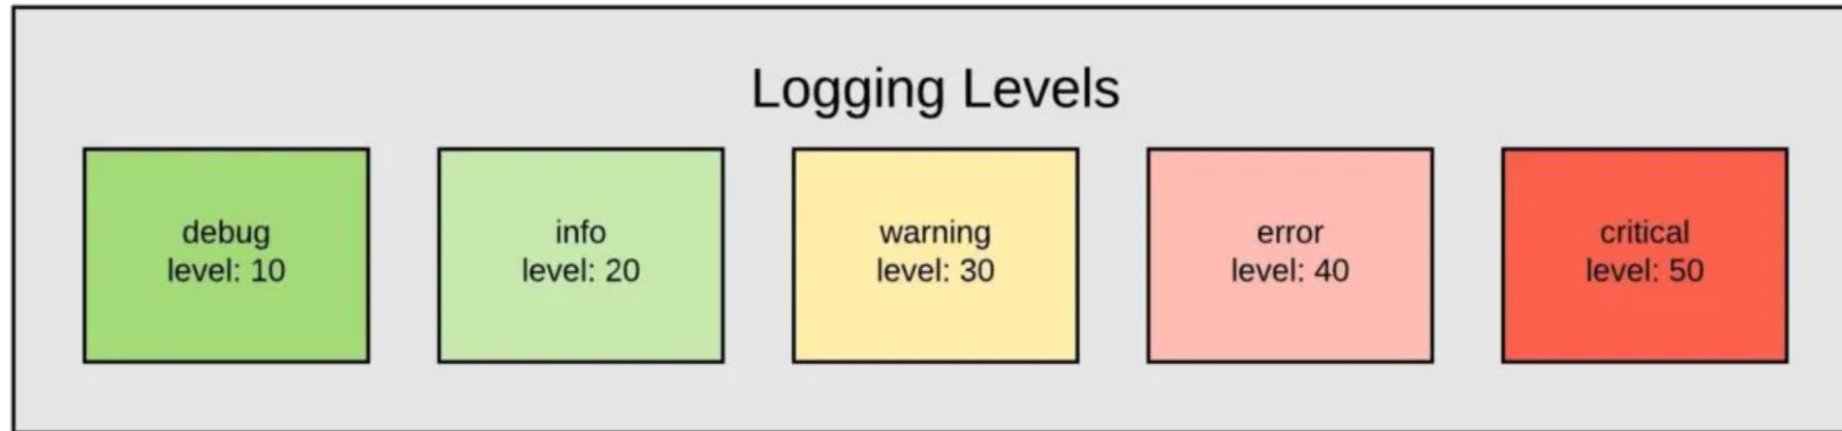 Logging Levels
debug
level: 10
info
level: 20
warning
level: 30
error
level: 40
critical
level: 50